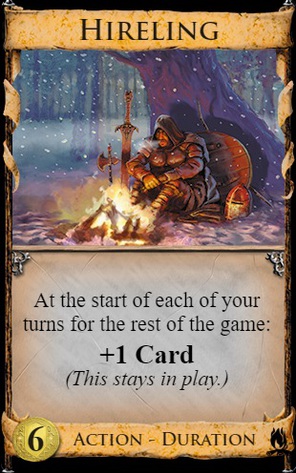 HIRELING
At the start of each of your
turns for the rest of the game:
+1 Card
(This stays in play.)
6 ACTION - DURATION